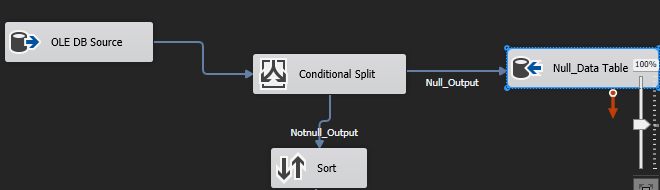 OLE DB Source
Conditional Split
Null_Output
Null_Data Table
100%
Notnull_Output
Sort